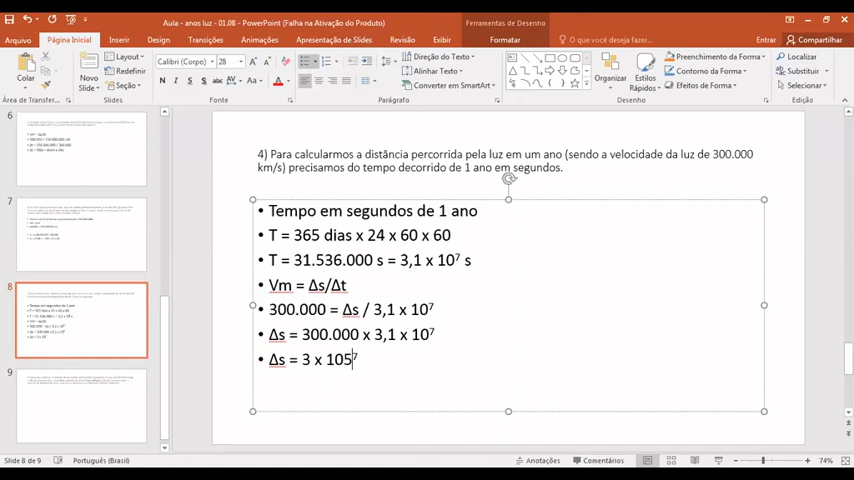 Aula - anos luz - 01.08 - PowerPoint (Falha na Ativação do Produto)
Ferramentas de Desenho
Arquivo Página Inicial Inserir Design Transições Animações Apresentação de Slides Revisão Exibir Formatar O que você deseja fazer? Entrar Compartilhar
Colar
Novo Slide
Layout
Redefinir
Seção
Calibri (Corpo) 28
N I S S abc AV Aa A
Direção do Texto
Alinhar Texto
Converter em SmartArt
Organizar
Estilos Rápidos
Preenchimento da Forma
Contorno da Forma
Efeitos de Forma
Localizar
Substituir
Selecionar
Área de Transfer... Slides Fonte Parágrafo Desenho Edição
6
7
8
9
4) Para calcularmos a distância percorrida pela luz em um ano (sendo a velocidade da luz de 300.000
km/s) precisamos do tempo decorrido de 1 ano em segundos.
• Tempo em segundos de 1 ano
• T = 365 dias x 24 x 60 x 60
• T = 31.536.000 s = 3,1 x 10⁷ s
• Vm = Δs/Δt
• 300.000 = Δs / 3,1 x 10⁷
• Δs = 300.000 x 3,1 x 10⁷
• Δs = 3 x 105⁷
Slide 8 de 9 Português (Brasil) Anotações Comentários 74%